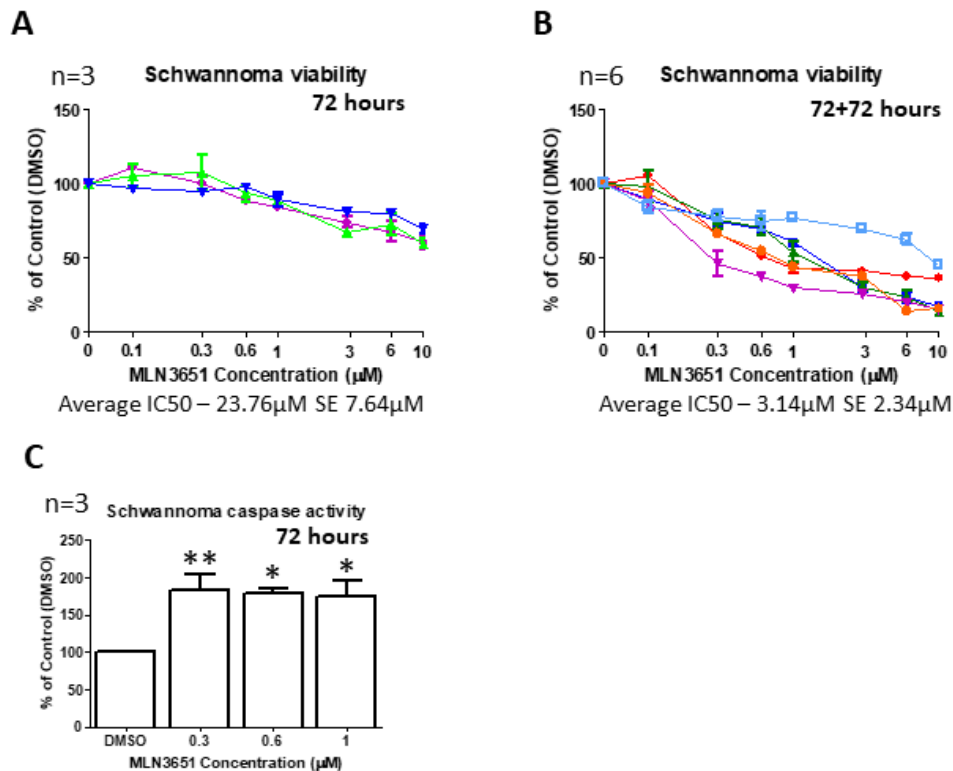 A
n=3
Schwannoma viability
72 hours
% of Control (DMSO)
150
100
50
0
0 0.1 0.3 0.6 1 3 6 10
MLN3651 Concentration (µM)
Average IC50 – 23.76µM SE 7.64µM
B
n=6
Schwannoma viability
72+72 hours
% of Control (DMSO)
150
100
50
0
0 0.1 0.3 0.6 1 3 6 10
MLN3651 Concentration (µM)
Average IC50 – 3.14µM SE 2.34µM
C
n=3
Schwannoma caspase activity
72 hours
% of Control (DMSO)
250
200
150
100
50
0
** * *
DMSO 0.3 0.6 1
MLN3651 Concentration (µM)